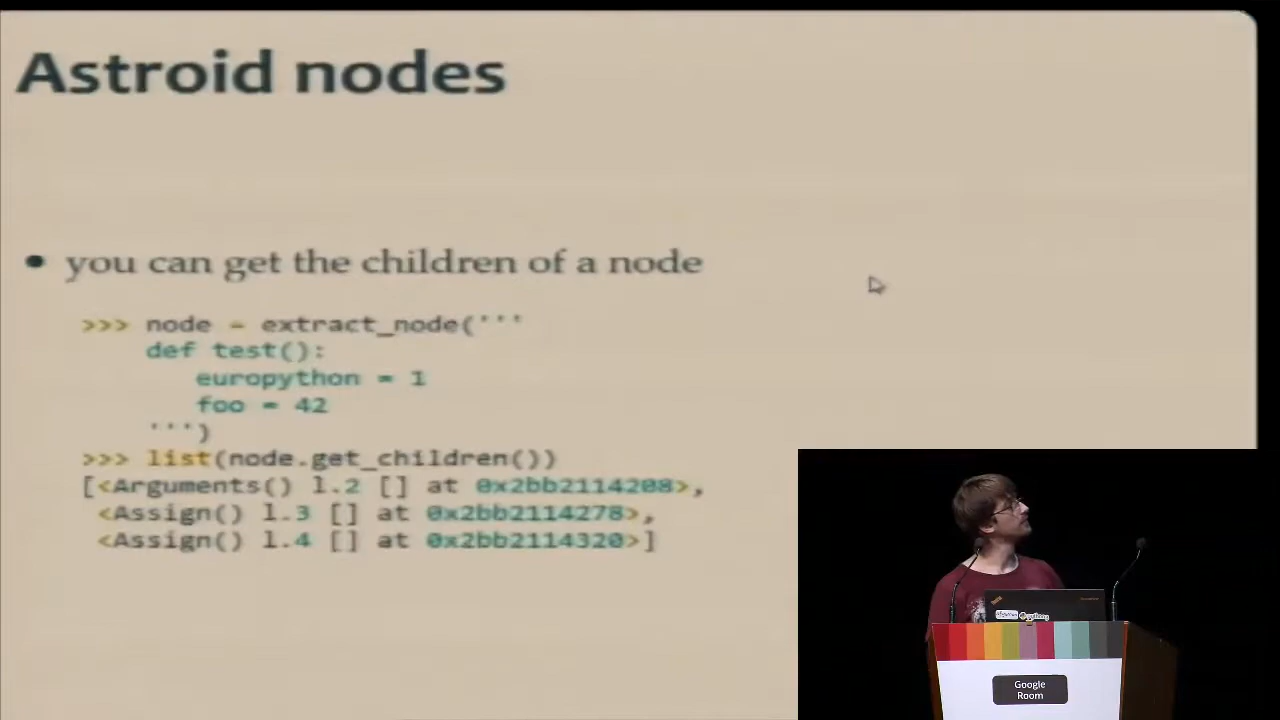 Astroid nodes
• you can get the children of a node
>>> node = extract_node('''
def test():
europython = 1
foo = 42
''')
>>> list(node.get_children())
[<Arguments() l.2 [] at 0x2bb2114208>,
<Assign() l.3 [] at 0x2bb2114278>,
<Assign() l.4 [] at 0x2bb2114320>]
Google
Room